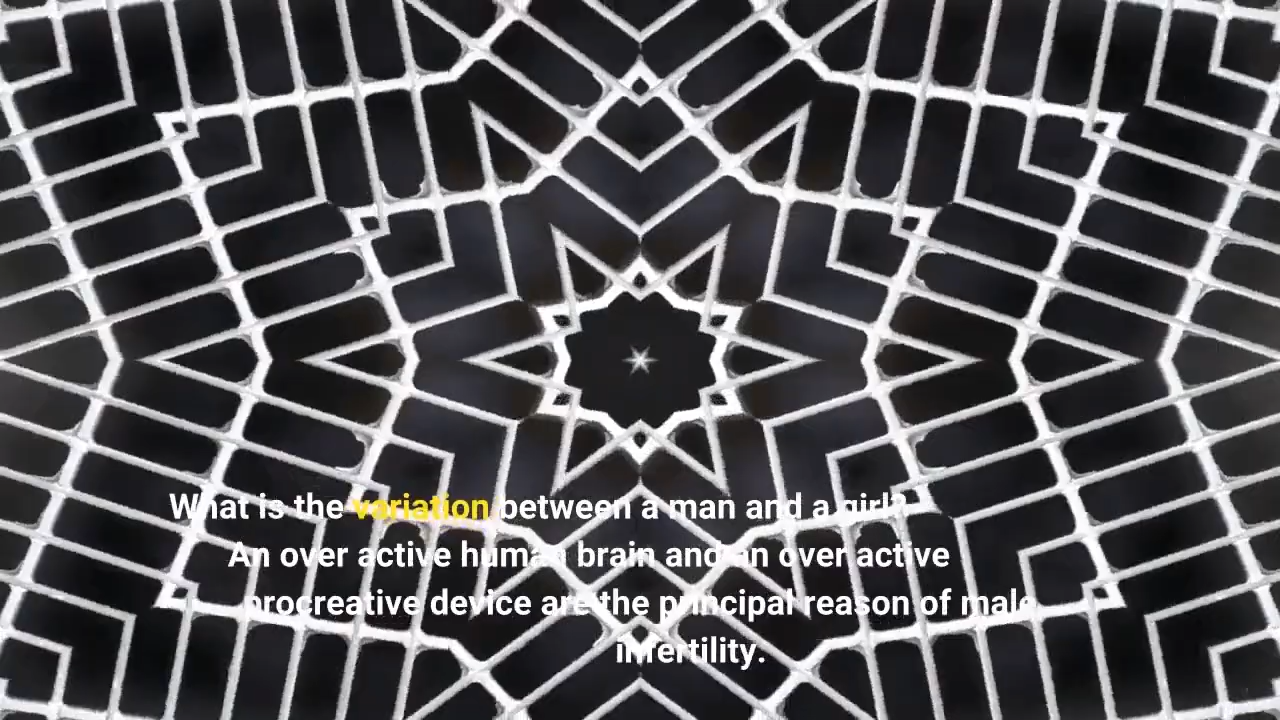 What is the variation between a man and a girl?
An over active human brain and an over active
procreative device are the principal reason of male
infertility.